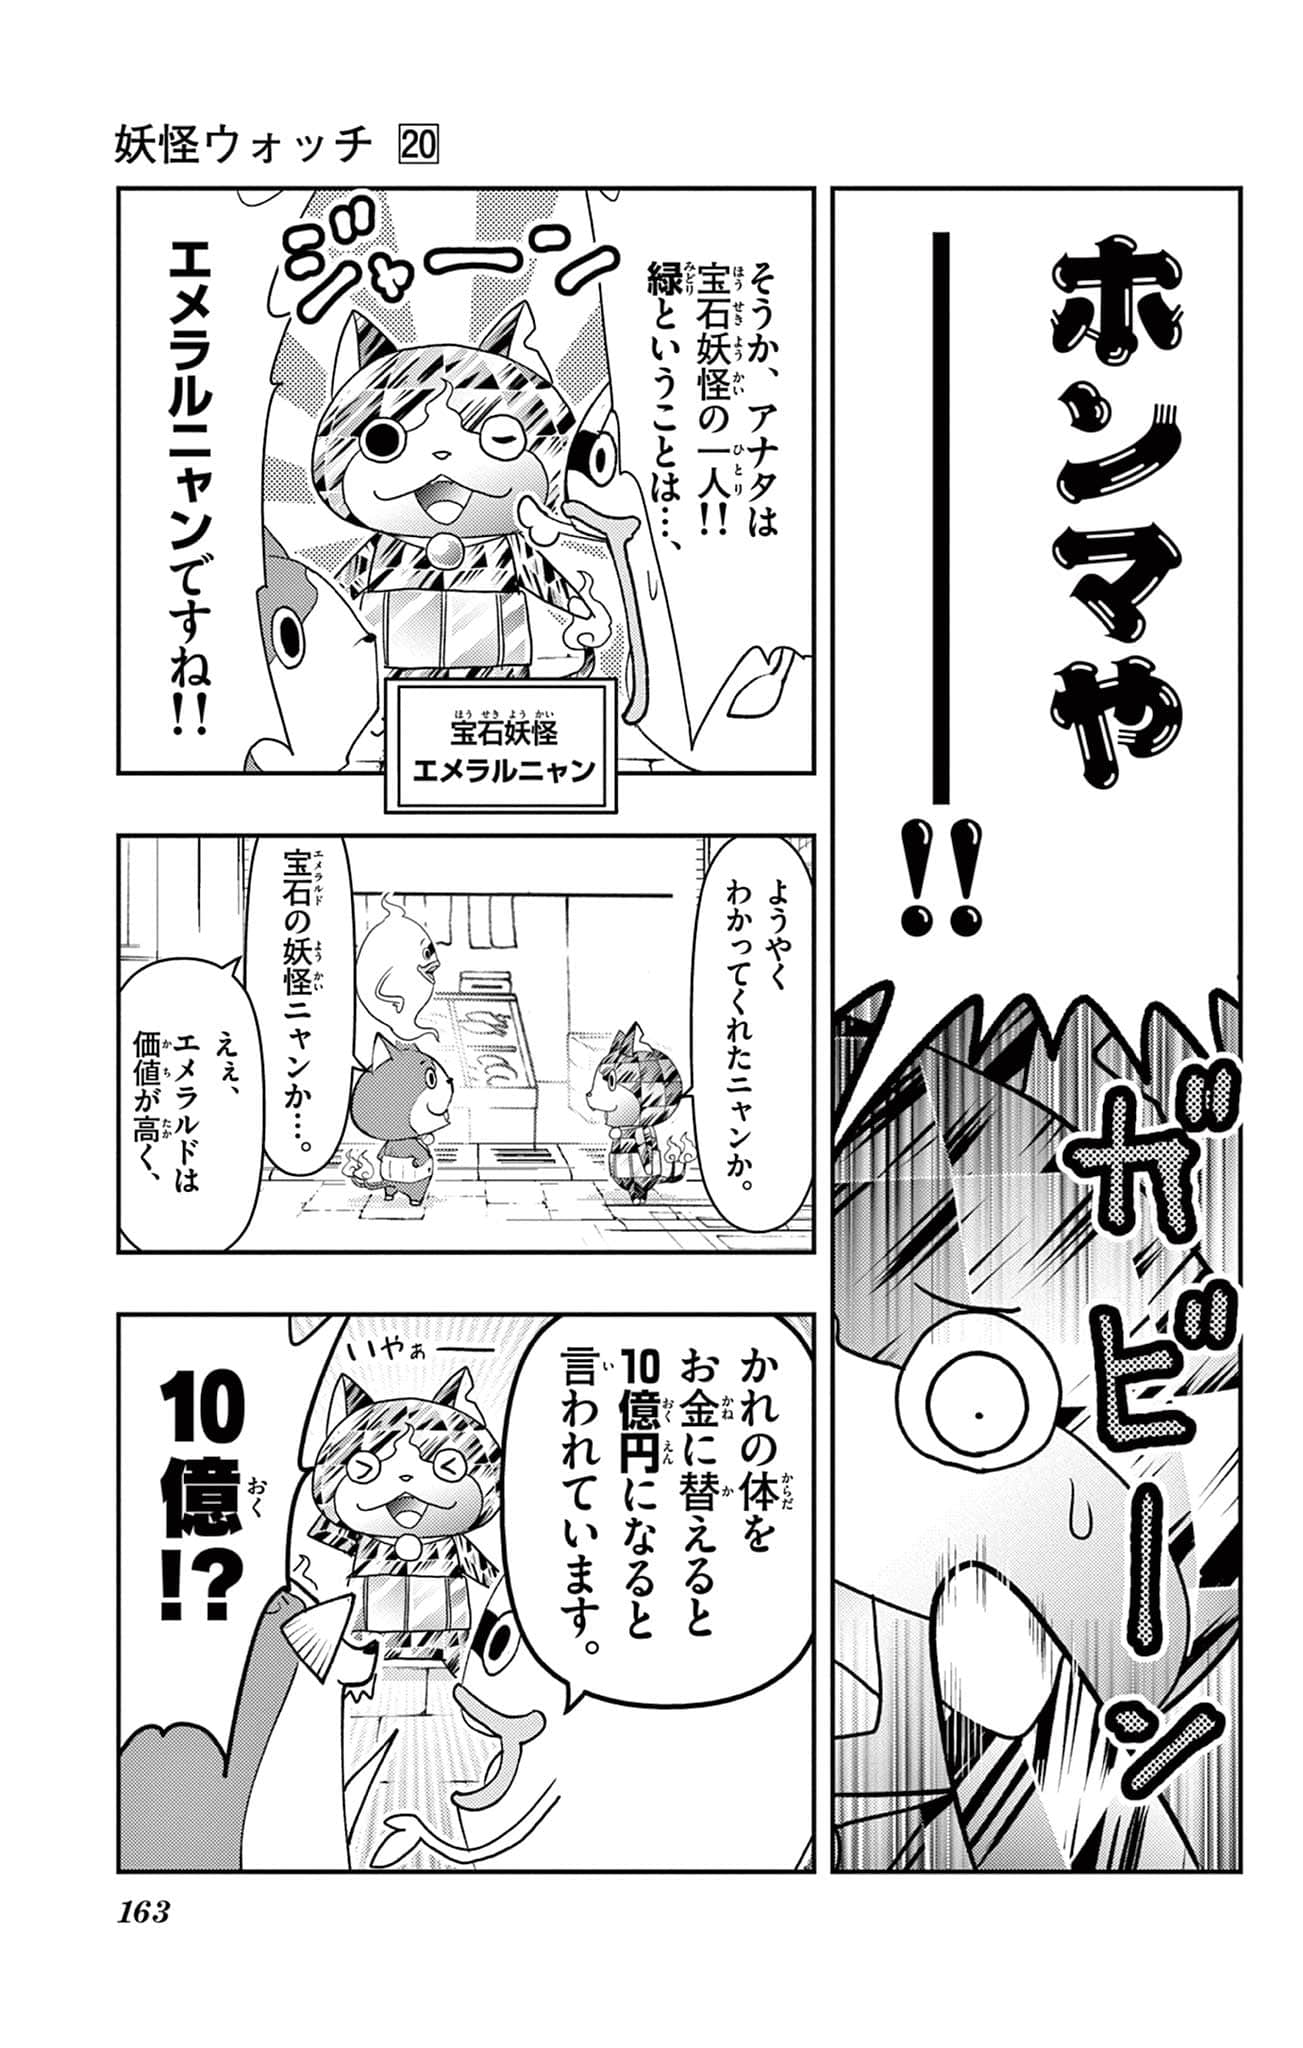 妖怪ウォッチ 20
ホンマや
ーー!!
ガビーン
そうか、アナタは
宝石妖怪の一人!!
緑ということは…、
ジャーン
エメラルニャンですね!!
宝石妖怪
エメラルニャン
ようやく
わかってくれたニャンか。
宝石の妖怪ニャンか…。
ええ、
エメラルドは
価値が高く、
かれの体を
お金に替えると
10億円になると
言われています。
いやぁー
10億!?
163